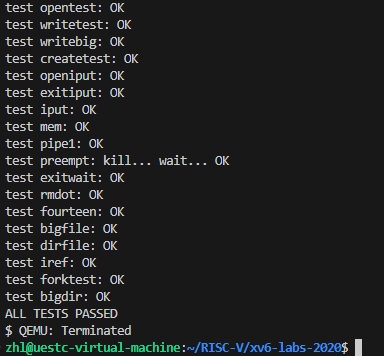 test opentest: OK
test writetest: OK
test writebig: OK
test createtest: OK
test openiput: OK
test exitiput: OK
test iput: OK
test mem: OK
test pipe1: OK
test preempt: kill... wait... OK
test exitwait: OK
test rmdot: OK
test fourteen: OK
test bigfile: OK
test dirfile: OK
test iref: OK
test forktest: OK
test bigdir: OK
ALL TESTS PASSED
$ QEMU: Terminated
zhl@uestc-virtual-machine:~/RISC-V/xv6-labs-2020$